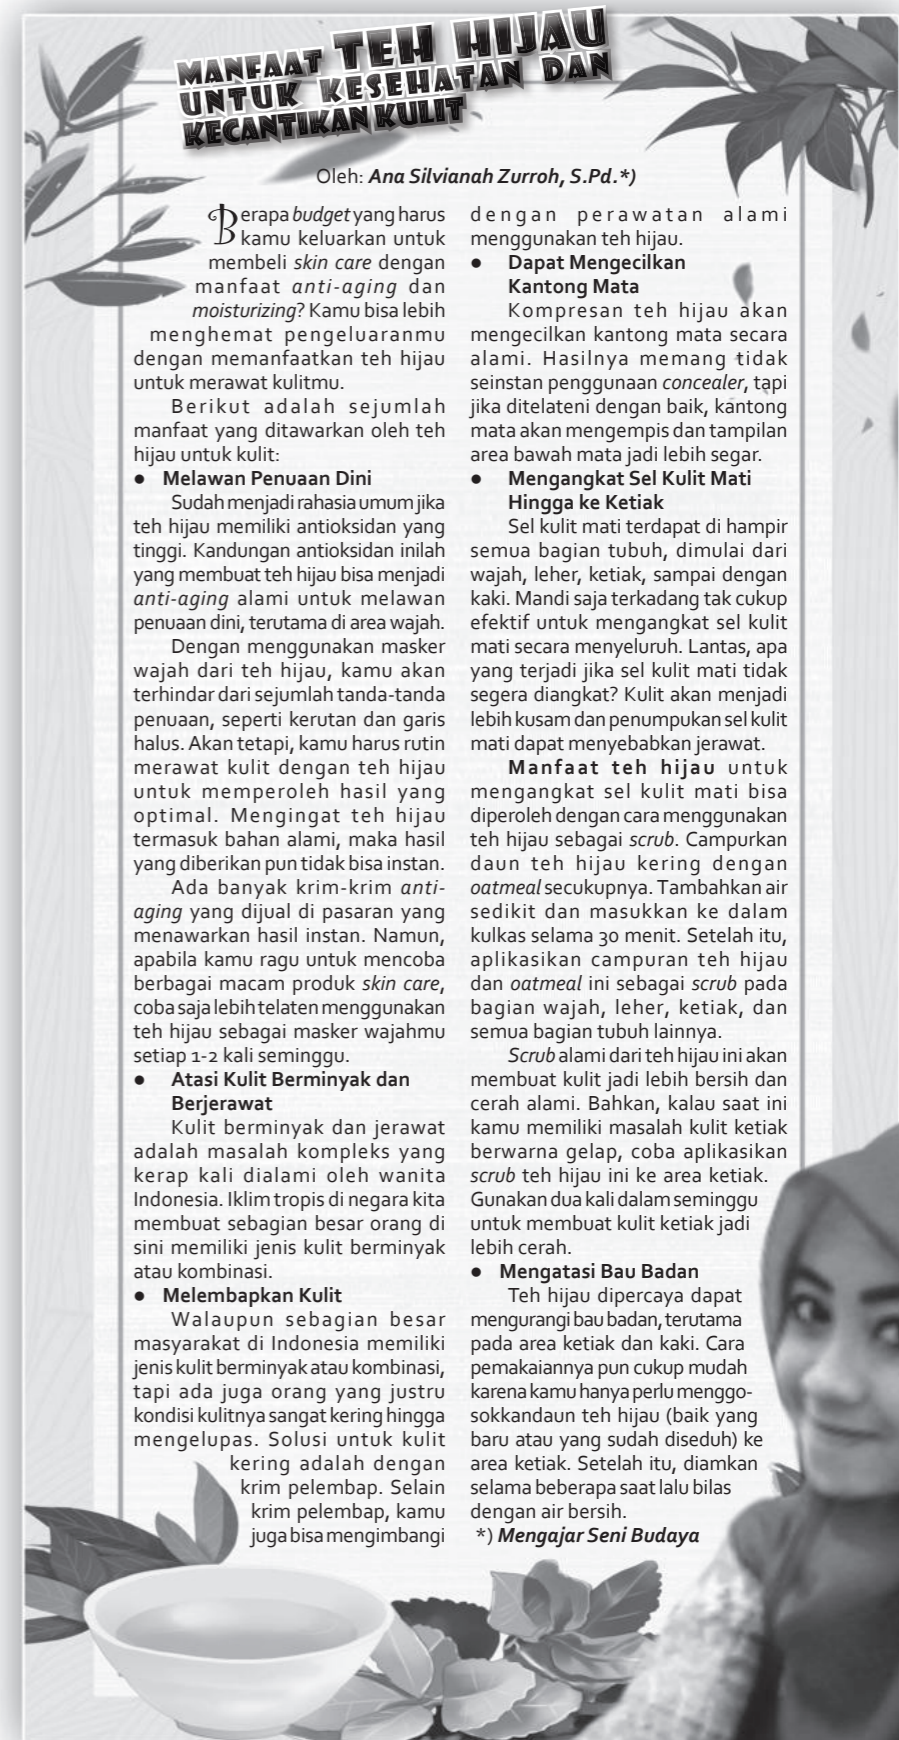 MANFAAT TEH HIJAU
UNTUK KESEHATAN DAN
KECANTIKAN KULIT
Oleh: Ana Silvianah Zurroh, S.Pd.*)
Berapa budget yang harus
kamu keluarkan untuk
membeli skin care dengan
manfaat anti-aging dan
moisturizing? Kamu bisa lebih
menghemat pengeluaranmu
dengan memanfaatkan teh hijau
untuk merawat kulitmu.
Berikut adalah sejumlah
manfaat yang ditawarkan oleh teh
hijau untuk kulit:
● Melawan Penuaan Dini
Sudah menjadi rahasia umum jika
teh hijau memiliki antioksidan yang
tinggi. Kandungan antioksidan inilah
yang membuat teh hijau bisa menjadi
anti-aging alami untuk melawan
penuaan dini, terutama di area wajah.
Dengan menggunakan masker
wajah dari teh hijau, kamu akan
terhindar dari sejumlah tanda-tanda
penuaan, seperti kerutan dan garis
halus. Akan tetapi, kamu harus rutin
merawat kulit dengan teh hijau
untuk memperoleh hasil yang
optimal. Mengingat teh hijau
termasuk bahan alami, maka hasil
yang diberikan pun tidak bisa instan.
Ada banyak krim-krim anti-
aging yang dijual di pasaran yang
menawarkan hasil instan. Namun,
apabila kamu ragu untuk mencoba
berbagai macam produk skin care,
coba saja lebih telaten menggunakan
teh hijau sebagai masker wajahmu
setiap 1-2 kali seminggu.
● Atasi Kulit Berminyak dan
Berjerawat
Kulit berminyak dan jerawat
adalah masalah kompleks yang
kerap kali dialami oleh wanita
Indonesia. Iklim tropis di negara kita
membuat sebagian besar orang di
sini memiliki jenis kulit berminyak
atau kombinasi.
● Melembapkan Kulit
Walaupun sebagian besar
masyarakat di Indonesia memiliki
jenis kulit berminyak atau kombinasi,
tapi ada juga orang yang justru
kondisi kulitnya sangat kering hingga
mengelupas. Solusi untuk kulit
kering adalah dengan
krim pelembap. Selain
krim pelembap, kamu
juga bisa mengimbangi
dengan perawatan alami
menggunakan teh hijau.
● Dapat Mengecilkan
Kantong Mata
Kompresan teh hijau akan
mengecilkan kantong mata secara
alami. Hasilnya memang tidak
seinstan penggunaan concealer, tapi
jika ditelateni dengan baik, kantong
mata akan mengempis dan tampilan
area bawah mata jadi lebih segar.
● Mengangkat Sel Kulit Mati
Hingga ke Ketiak
Sel kulit mati terdapat di hampir
semua bagian tubuh, dimulai dari
wajah, leher, ketiak, sampai dengan
kaki. Mandi saja terkadang tak cukup
efektif untuk mengangkat sel kulit
mati secara menyeluruh. Lantas, apa
yang terjadi jika sel kulit mati tidak
segera diangkat? Kulit akan menjadi
lebih kusam dan penumpukan sel kulit
mati dapat menyebabkan jerawat.
Manfaat teh hijau untuk
mengangkat sel kulit mati bisa
diperoleh dengan cara menggunakan
teh hijau sebagai scrub. Campurkan
daun teh hijau kering dengan
oatmeal secukupnya. Tambahkan air
sedikit dan masukkan ke dalam
kulkas selama 30 menit. Setelah itu,
aplikasikan campuran teh hijau
dan oatmeal ini sebagai scrub pada
bagian wajah, leher, ketiak, dan
semua bagian tubuh lainnya.
Scrub alami dari teh hijau ini akan
membuat kulit jadi lebih bersih dan
cerah alami. Bahkan, kalau saat ini
kamu memiliki masalah kulit ketiak
berwarna gelap, coba aplikasikan
scrub teh hijau ini ke area ketiak.
Gunakan dua kali dalam seminggu
untuk membuat kulit ketiak jadi
lebih cerah.
● Mengatasi Bau Badan
Teh hijau dipercaya dapat
mengurangi bau badan, terutama
pada area ketiak dan kaki. Cara
pemakaiannya pun cukup mudah
karena kamu hanya perlu menggo-
sokkandaun teh hijau (baik yang
baru atau yang sudah diseduh) ke
area ketiak. Setelah itu, diamkan
selama beberapa saat lalu bilas
dengan air bersih.
*) Mengajar Seni Budaya